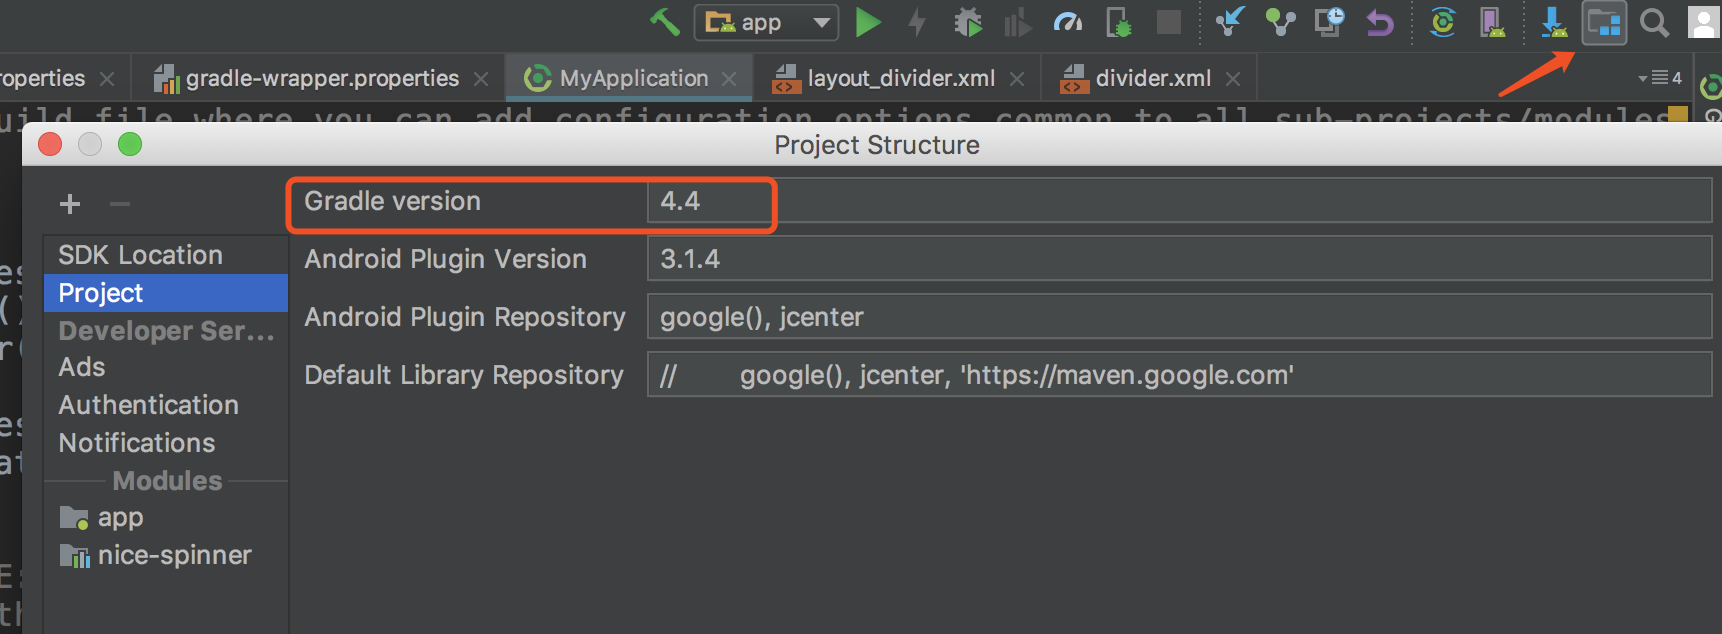 app
operties
gradle-wrapper.properties
MyApplication
layout_divider.xml
divider.xml
4
uild file where you can add configuration options common to all sub-projects/modules
Project Structure
Gradle version
4.4
SDK Location
Android Plugin Version
3.1.4
Project
Android Plugin Repository
google(), jcenter
Developer Ser...
Ads
Default Library Repository
// google(), jcenter, 'https://maven.google.com'
Authentication
Notifications
Modules
app
nice-spinner